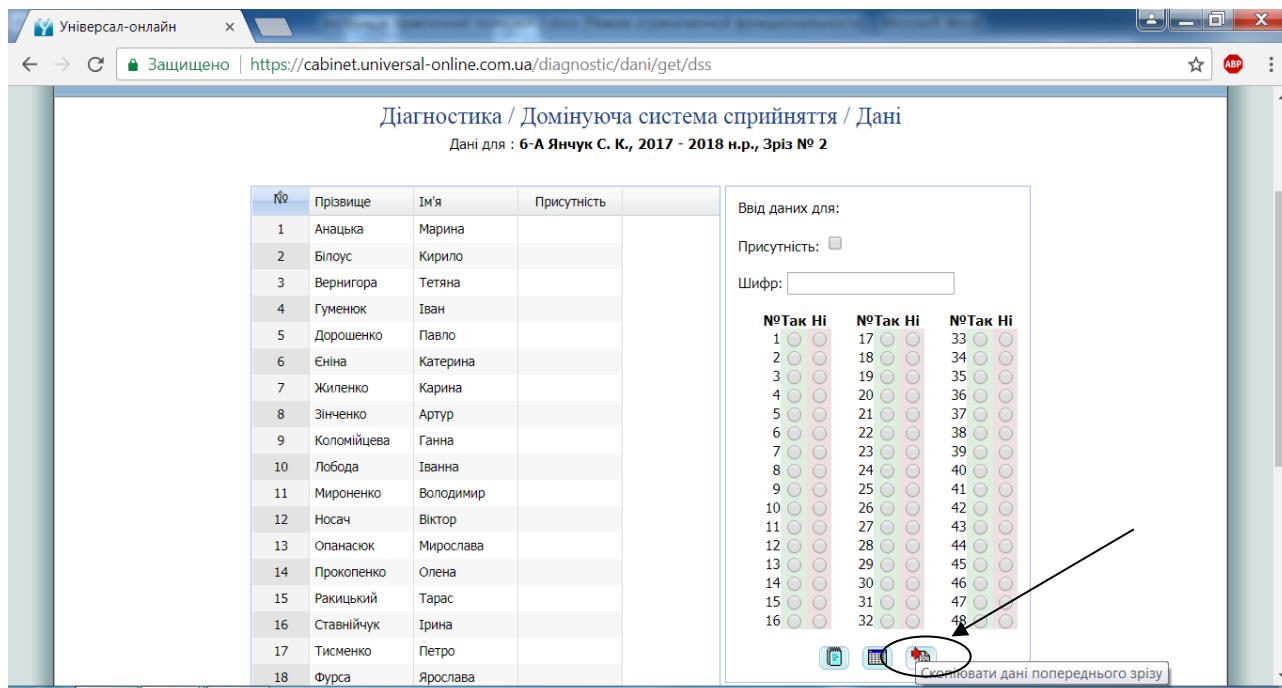 Універсал-онлайн
Защищено https://cabinet.universal-online.com.ua/diagnostic/dani/get/dss
ABP
Діагностика / Домінуюча система сприйняття / Дані
Дані для : 6-А Янчук С. К., 2017 - 2018 н.р., Зріз № 2
№ Прізвище Ім'я Присутність
1 Анацька Марина
2 Білоус Кирило
3 Вернигора Тетяна
4 Гуменюк Іван
5 Дорошенко Павло
6 Єніна Катерина
7 Жиленко Карина
8 Зінченко Артур
9 Коломійцева Ганна
10 Лобода Іванна
11 Мироненко Володимир
12 Носач Віктор
13 Опанасюк Мирослава
14 Прокопенко Олена
15 Ракицький Тарас
16 Ставнійчук Ірина
17 Тисменко Петро
18 Фурса Ярослава
Ввід даних для:
Присутність:
Шифр:
№ Так Ні № Так Ні № Так Ні
1 17 33
2 18 34
3 19 35
4 20 36
5 21 37
6 22 38
7 23 39
8 24 40
9 25 41
10 26 42
11 27 43
12 28 44
13 29 45
14 30 46
15 31 47
16 32 48
Скопіювати дані попереднього зрізу